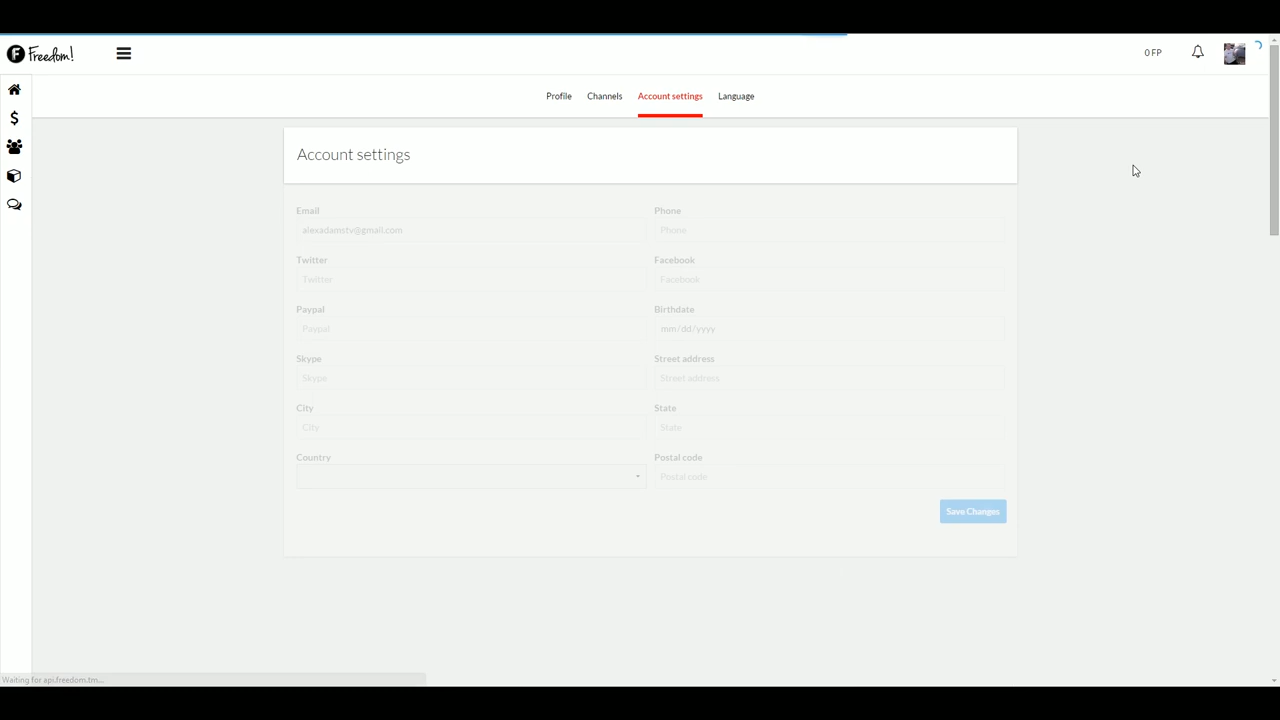 Freedom!
0 FP
Profile Channels Account settings Language
Account settings
Email Phone
alexadamstv@gmail.com Phone
Twitter Facebook
Twitter Facebook
Paypal Birthdate
Paypal mm/dd/yyyy
Skype Street address
Skype Street address
City State
City State
Country Postal code
Postal code
Save Changes
Waiting for api.freedom.tm...